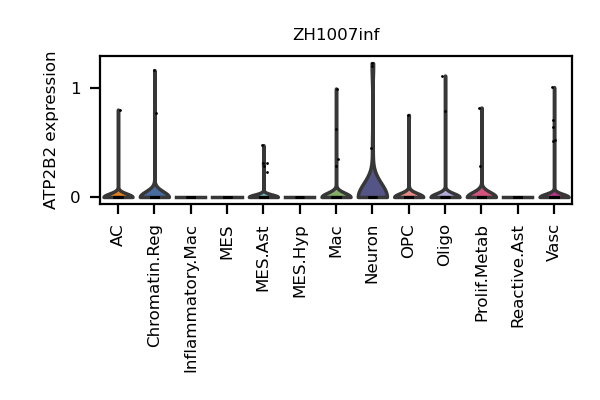 ZH1007inf
ATP2B2 expression
1
0
AC
Chromatin.Reg
Inflammatory.Mac
MES
MES.Ast
MES.Hyp
Mac
Neuron
OPC
Oligo
Prolif.Metab
Reactive.Ast
Vasc